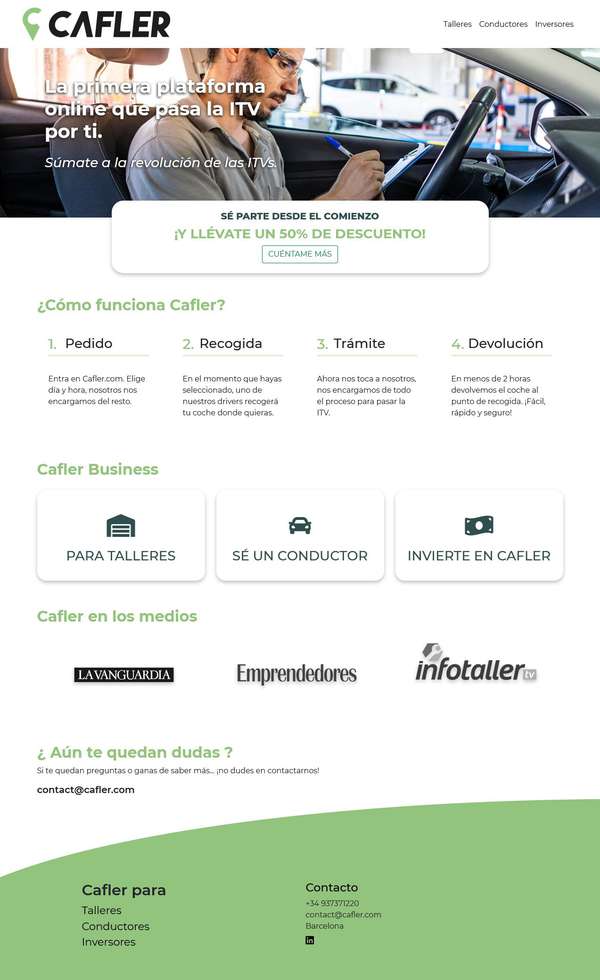 CAFLER
Talleres Conductores Inversores
La primera plataforma
online que pasa la ITV
por ti.
Súmate a la revolución de las ITVs.
SÉ PARTE DESDE EL COMIENZO
¡Y LLÉVATE UN 50% DE DESCUENTO!
CUÉNTAME MÁS
¿Cómo funciona Cafler?
1. Pedido
Entra en Cafler.com. Elige
día y hora, nosotros nos
encargamos del resto.
2. Recogida
En el momento que hayas
seleccionado, uno de
nuestros drivers recogerá
tu coche donde quieras.
3. Trámite
Ahora nos toca a nosotros,
nos encargamos de todo
el proceso para pasar la
ITV.
4. Devolución
En menos de 2 horas
devolvemos el coche al
punto de recogida. ¡Fácil,
rápido y seguro!
Cafler Business
PARA TALLERES
SÉ UN CONDUCTOR
INVIERTE EN CAFLER
Cafler en los medios
LA VANGUARDIA
Emprendedores
infotaller tv
¿ Aún te quedan dudas ?
Si te quedan preguntas o ganas de saber más... ¡no dudes en contactarnos!
contact@cafler.com
Cafler para
Talleres
Conductores
Inversores
Contacto
+34 937371220
contact@cafler.com
Barcelona
in